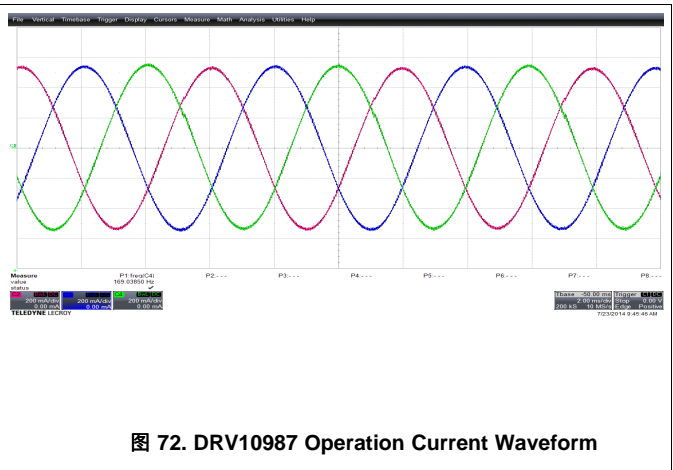 File Vertical Timebase Trigger Display Cursors Measure Math Analysis Utilities Help
Measure P1:freq(C4) P2:- - - P3:- - - P4:- - - P5:- - - P6:- - - P7:- - - P8:- - -
value 169.03850 Hz
status
200 mA/div 200 mA/div 200 mA/div
0.00 mA 0.00 mA 0.00 mA
Tbase -50.00 ms Trigger
2.00 ms/div Stop 0.00 V
200 kS 10 MS/s Edge Positive
TELEDYNE LECROY 7/23/2014 9:45:46 AM
图 72. DRV10987 Operation Current Waveform